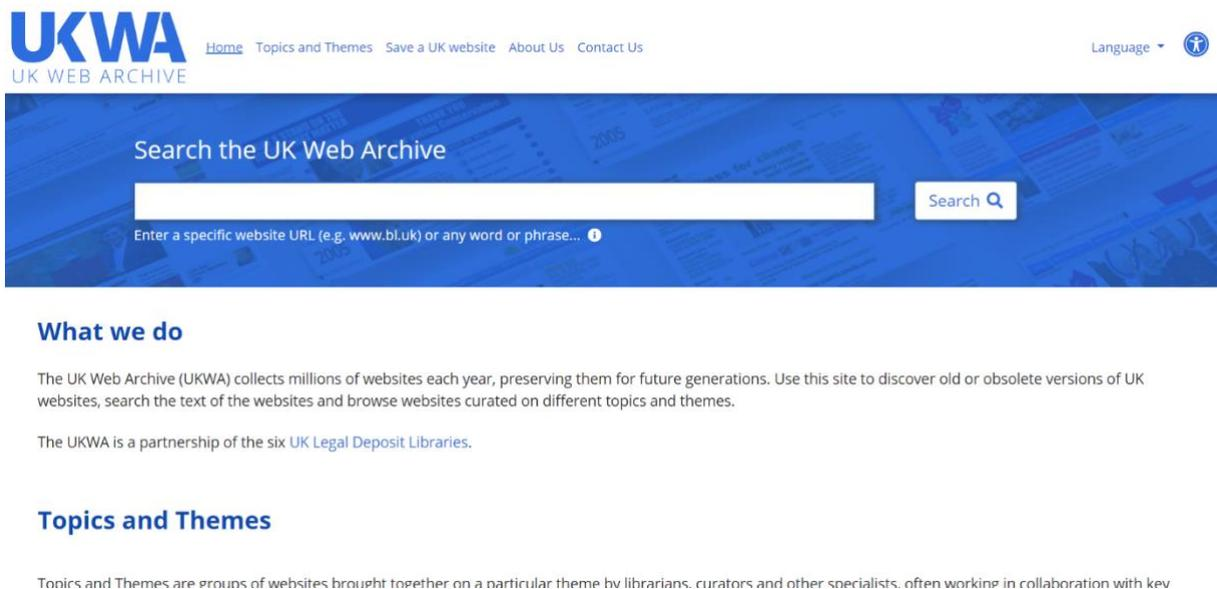 UKWA
UK WEB ARCHIVE
Home Topics and Themes Save a UK website About Us Contact Us
Language
Search the UK Web Archive
Search
Enter a specific website URL (e.g. www.bl.uk) or any word or phrase...
2005
2005
What we do
The UK Web Archive (UKWA) collects millions of websites each year, preserving them for future generations. Use this site to discover old or obsolete versions of UK
websites, search the text of the websites and browse websites curated on different topics and themes.
The UKWA is a partnership of the six UK Legal Deposit Libraries.
Topics and Themes
Topics and Themes are groups of websites brought together on a particular theme by librarians, curators and other specialists, often working in collaboration with key